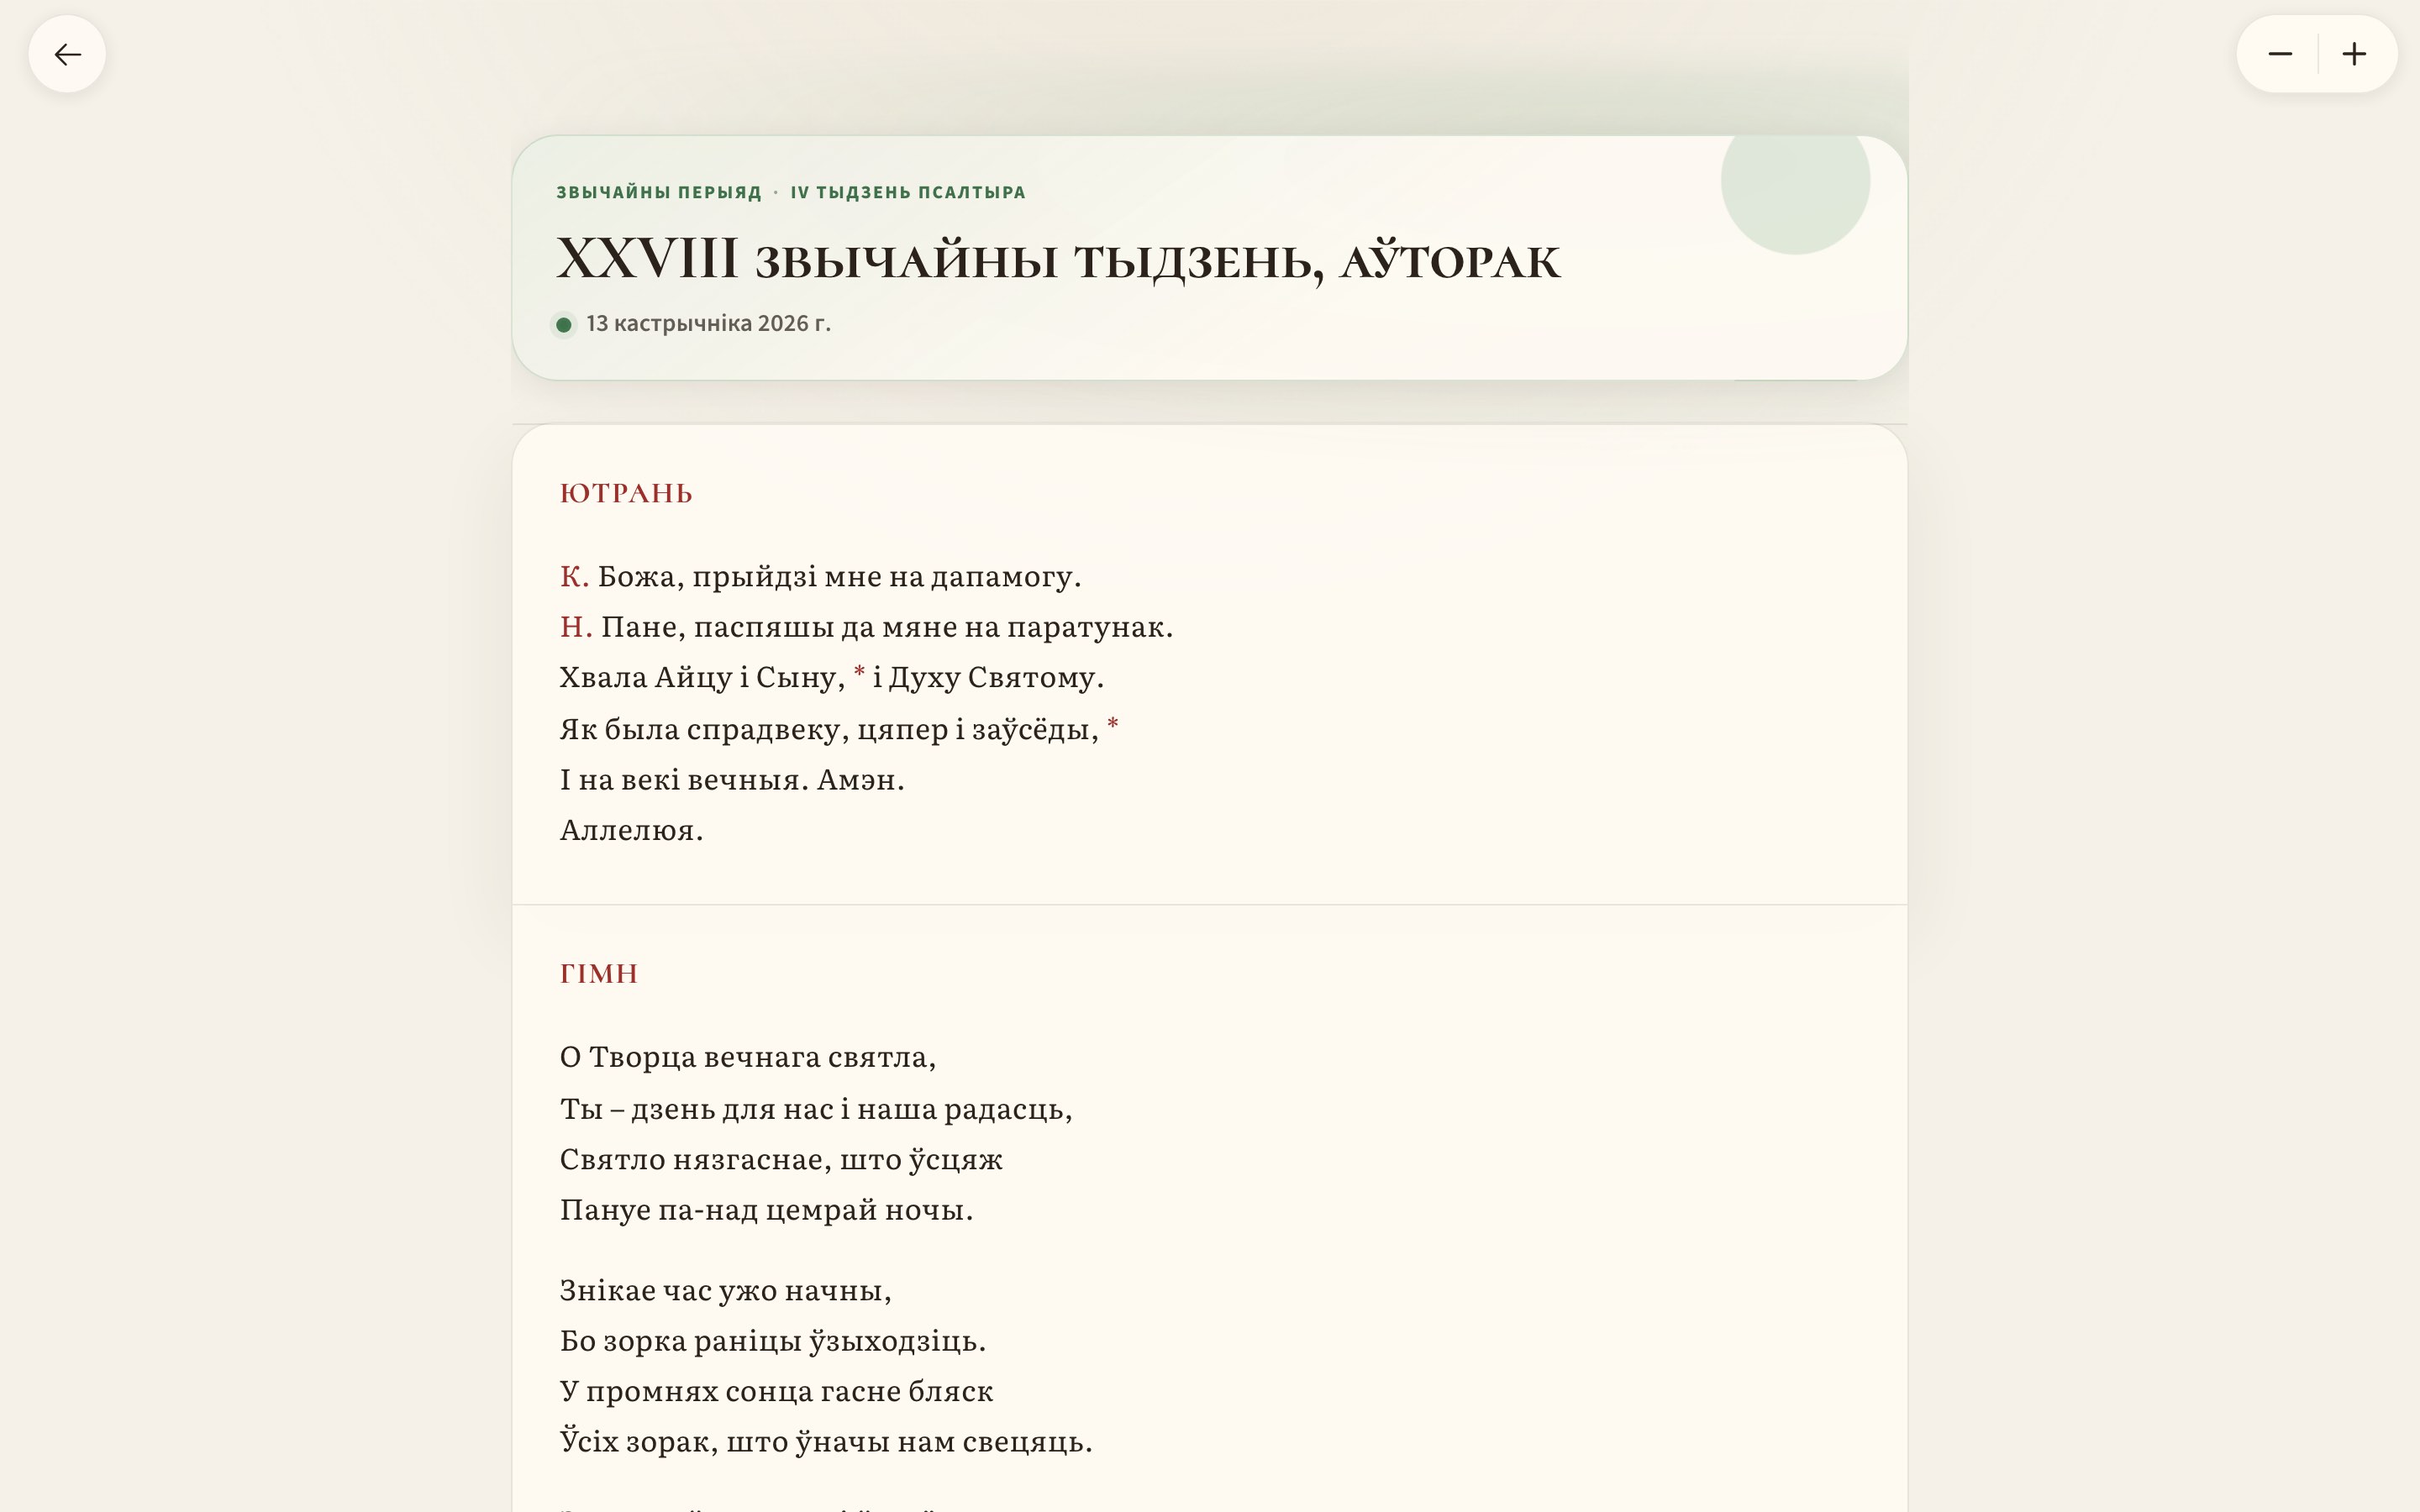 ЗВЫЧАЙНЫ ПЕРЫЯД · IV ТЫДЗЕНЬ ПСАЛТЫРА
XXVIII звычайны тыдзень, аўторак
13 кастрычніка 2026 г.
ЮТРАНЬ
К. Божа, прыйдзі мне на дапамогу.
Н. Пане, паспяшы да мяне на паратунак.
Хвала Айцу і Сыну, * і Духу Святому.
Як была спрадвеку, цяпер і заўсёды, *
І на векі вечныя. Амэн.
Аллелюя.
ГІМН
О Творца вечнага святла,
Ты – дзень для нас і наша радасць,
Святло нязгаснае, што ўсцяж
Пануе па-над цемрай ночы.
Знікае час ужо начны,
Бо зорка раніцы ўзыходзіць.
У промнях сонца гасне бляск
Ўсіх зорак, што ўначы нам свецяць.